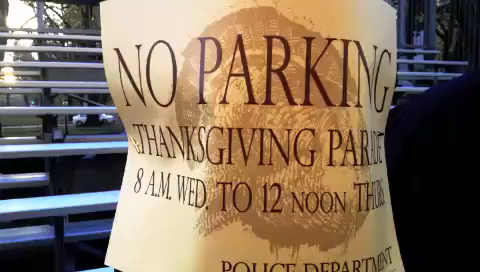 NO PARKING
THANKSGIVING PARADE
8 A.M. WED. TO 12 NOON THURS.
POLICE DEPARTMENT